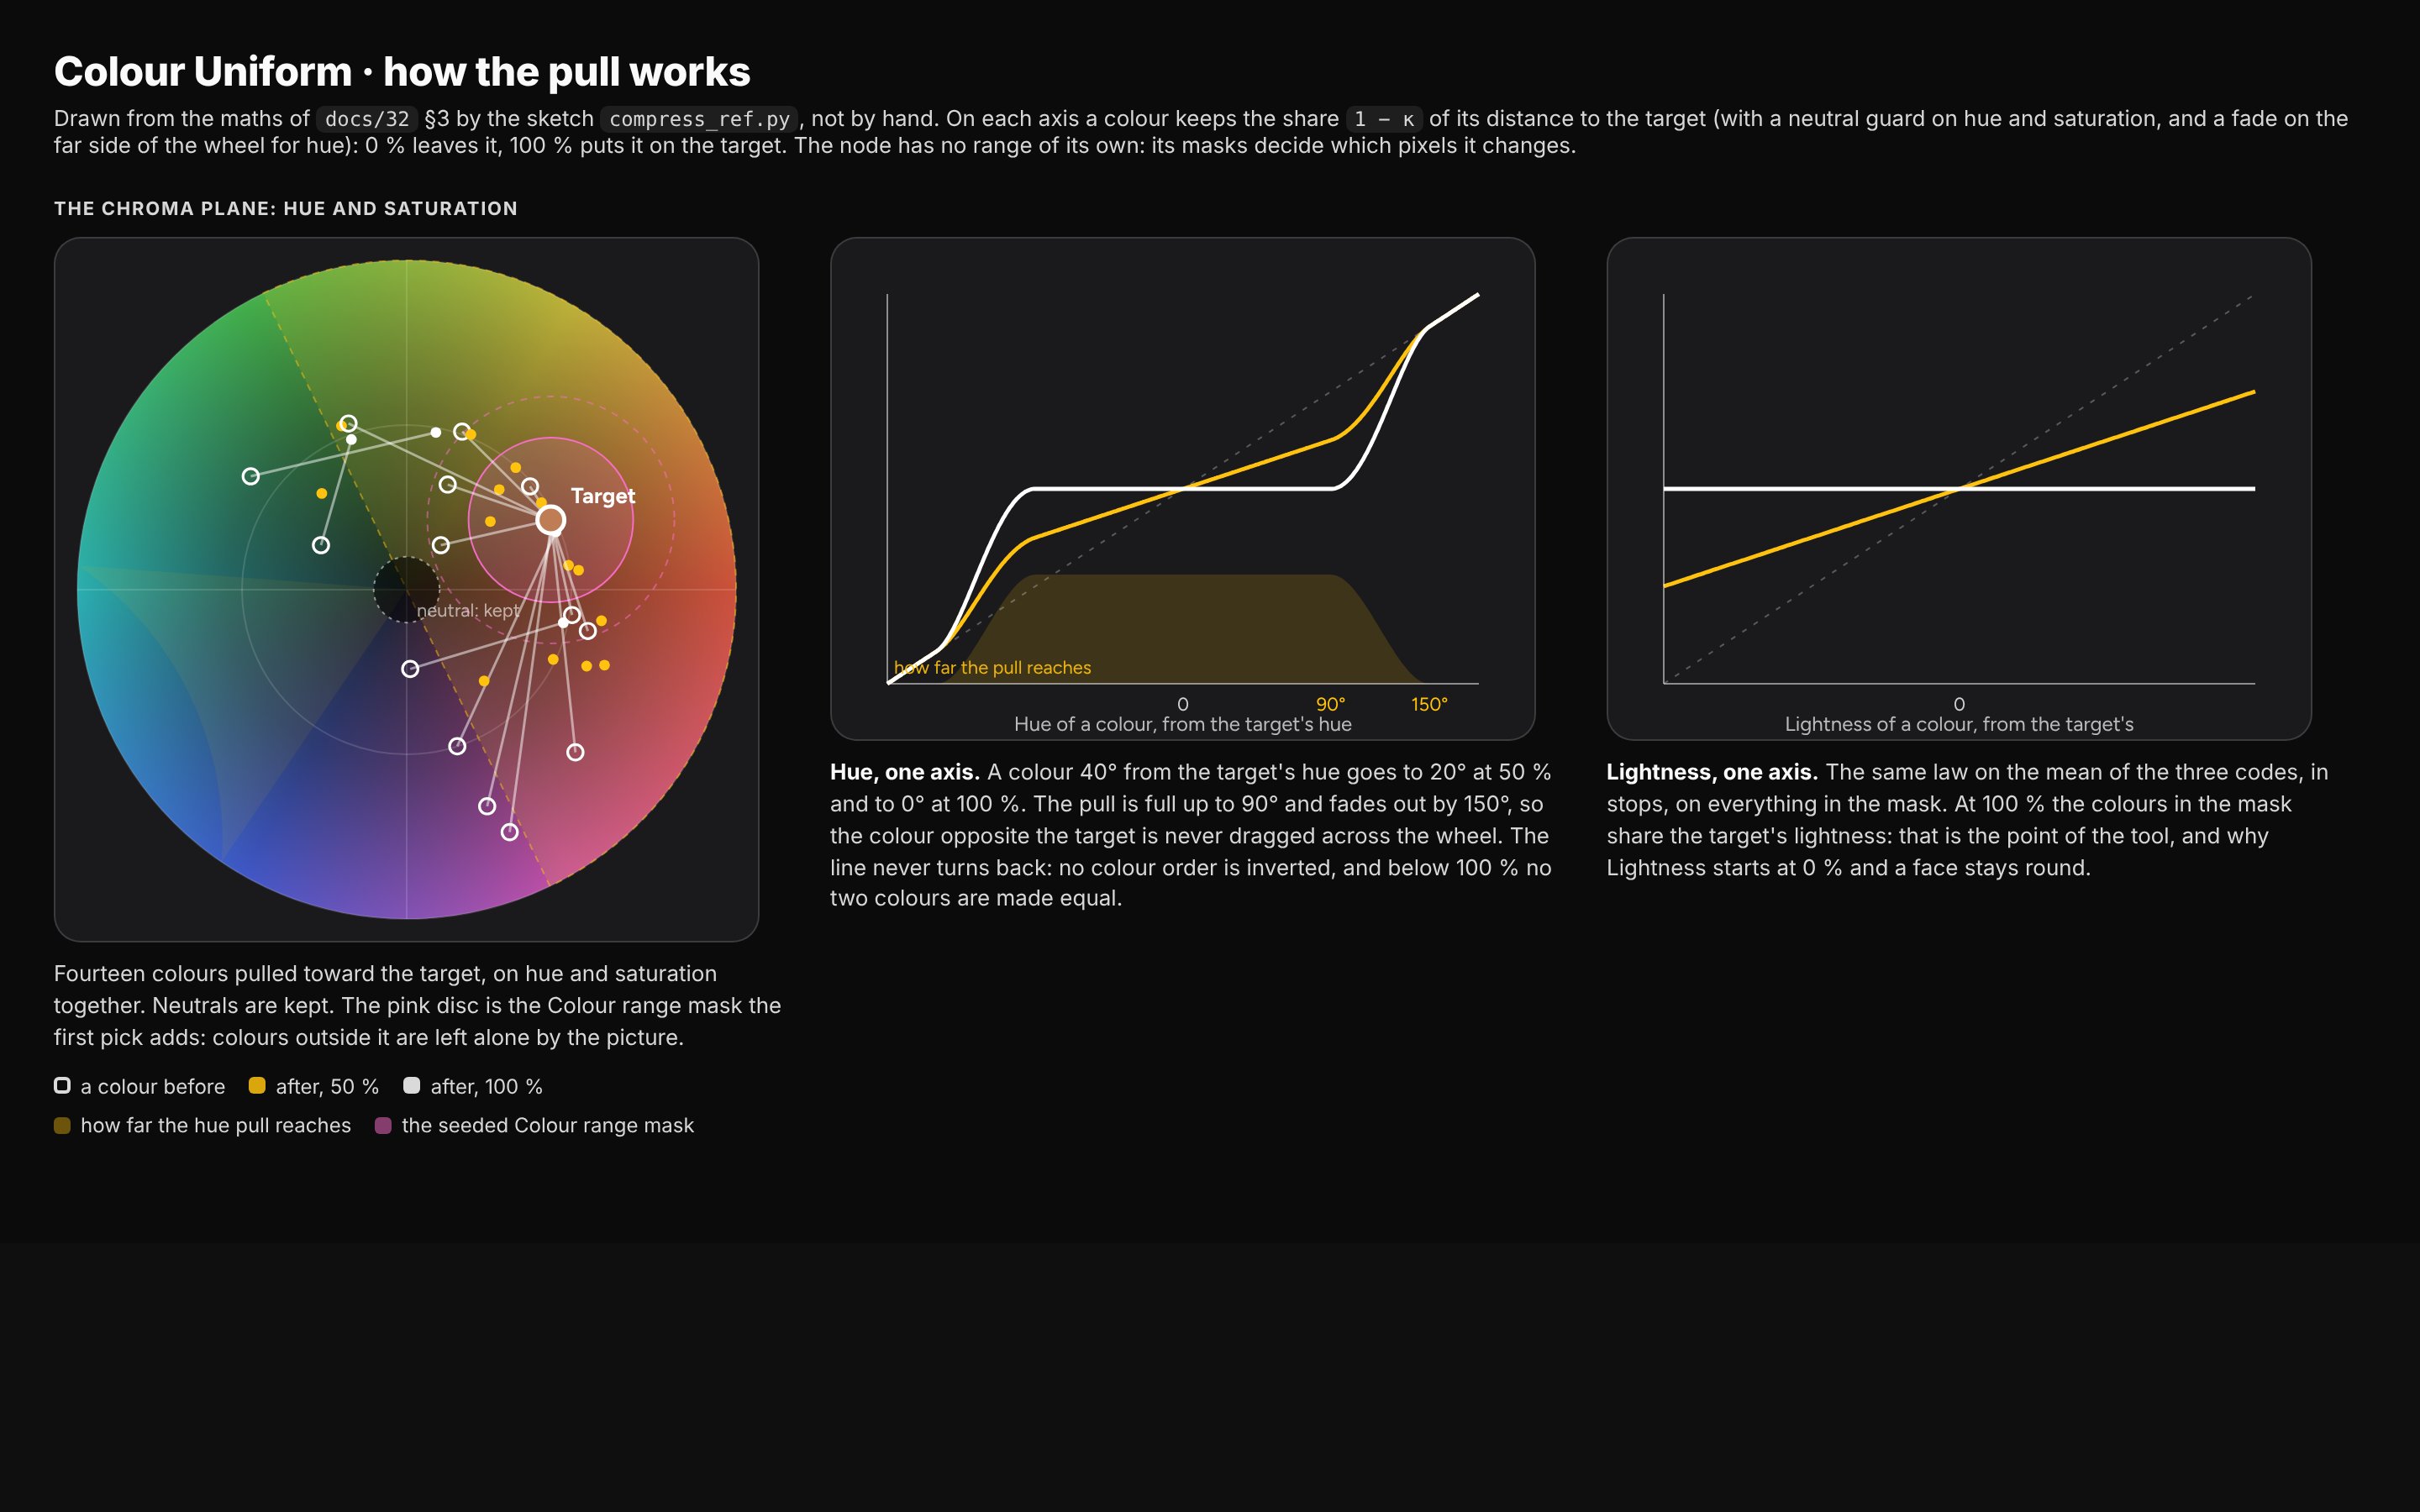 Colour Uniform · how the pull works
Drawn from the maths of docs/32 §3 by the sketch compress_ref.py, not by hand. On each axis a colour keeps the share 1 − κ of its distance to the target (with a neutral guard on hue and saturation, and a fade on the
far side of the wheel for hue): 0 % leaves it, 100 % puts it on the target. The node has no range of its own: its masks decide which pixels it changes.
THE CHROMA PLANE: HUE AND SATURATION
Target
neutral: kept
Fourteen colours pulled toward the target, on hue and saturation
together. Neutrals are kept. The pink disc is the Colour range mask the
first pick adds: colours outside it are left alone by the picture.
a colour before after, 50 % after, 100 %
how far the hue pull reaches the seeded Colour range mask
how far the pull reaches
0 90° 150°
Hue of a colour, from the target's hue
Hue, one axis. A colour 40° from the target's hue goes to 20° at 50 %
and to 0° at 100 %. The pull is full up to 90° and fades out by 150°, so
the colour opposite the target is never dragged across the wheel. The
line never turns back: no colour order is inverted, and below 100 % no
two colours are made equal.
0
Lightness of a colour, from the target's
Lightness, one axis. The same law on the mean of the three codes, in
stops, on everything in the mask. At 100 % the colours in the mask
share the target's lightness: that is the point of the tool, and why
Lightness starts at 0 % and a face stays round.